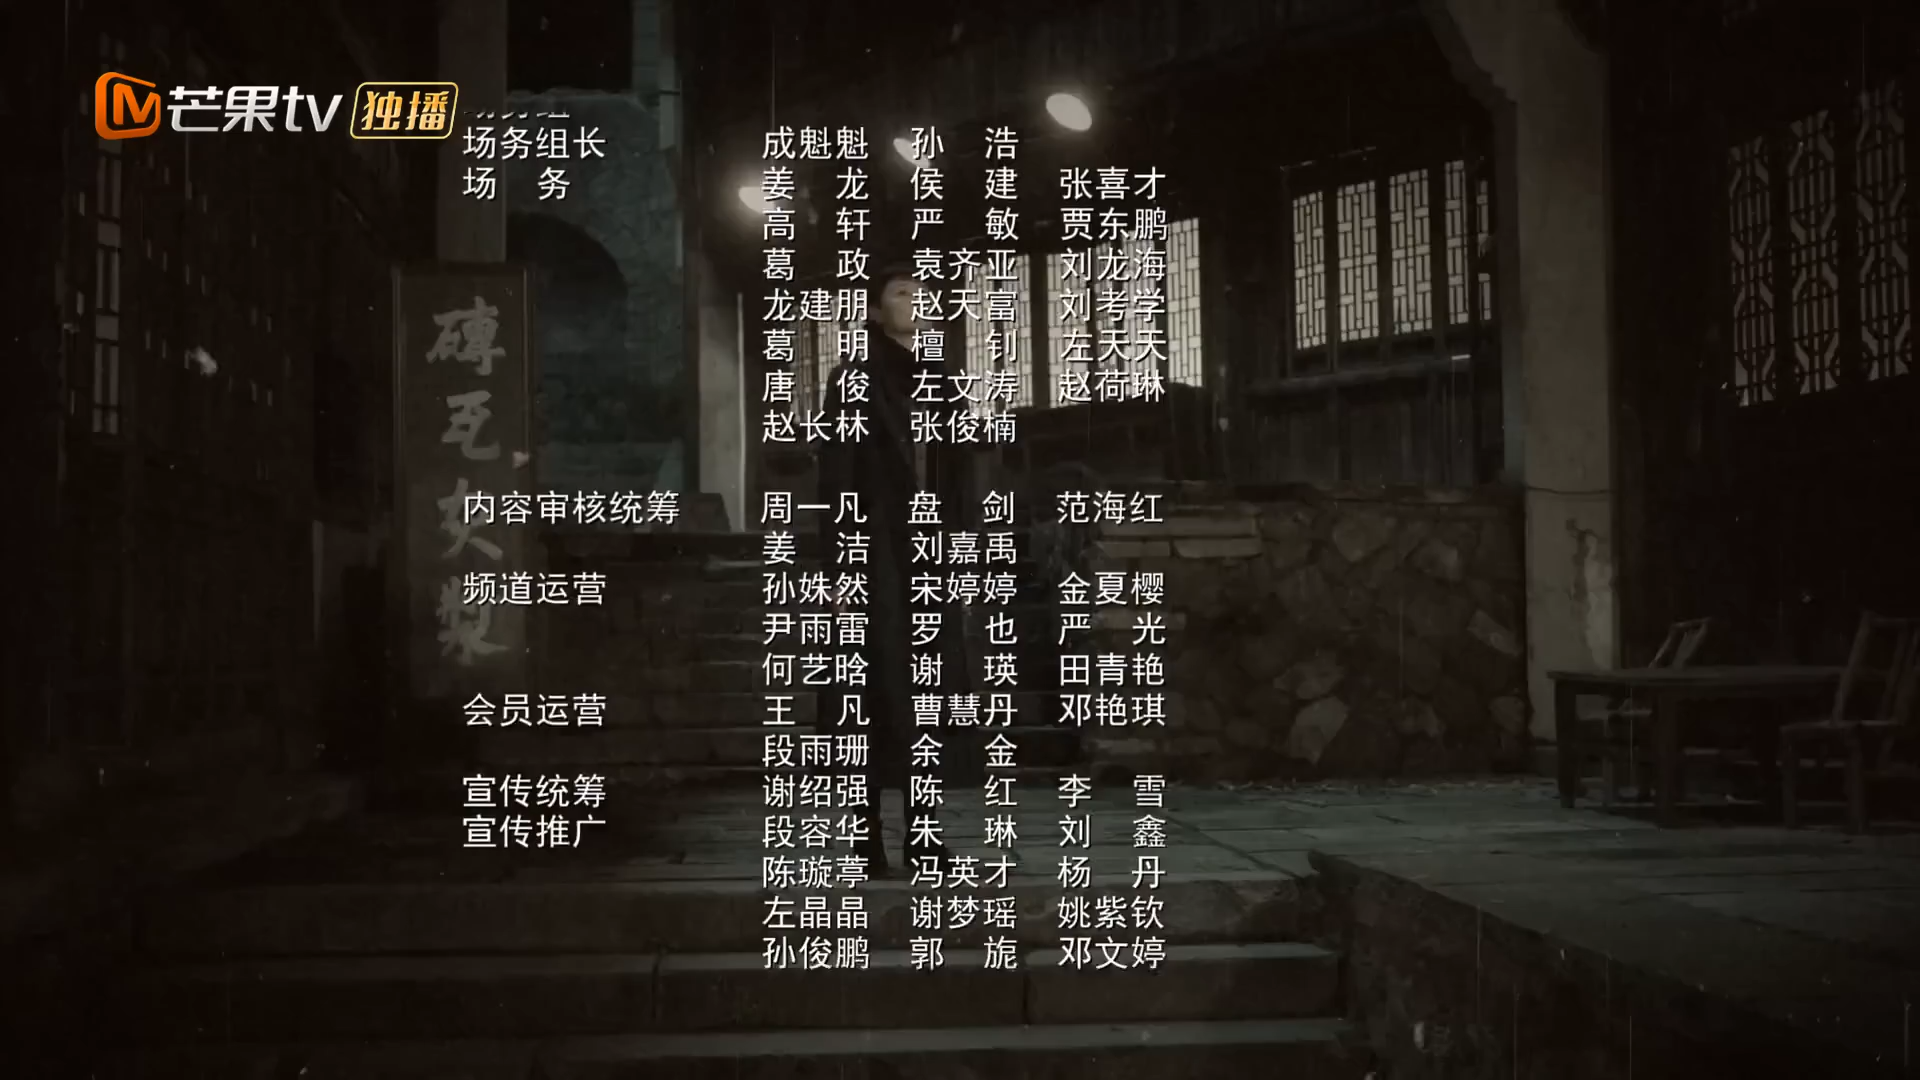 芒果tv 独播
场务组长 成魁魁 孙 浩
场 务 姜 龙 侯 建 张喜才
高 轩 严 敏 贾东鹏
葛 政 袁齐亚 刘龙海
龙建朋 赵天富 刘考学
葛 明 檀 钊 左天天
唐 俊 左文涛 赵荷琳
赵长林 张俊楠
内容审核统筹 周一凡 盘 剑 范海红
姜 洁 刘嘉禹
频道运营 孙姝然 宋婷婷 金夏樱
尹雨雷 罗 也 严 光
何艺晗 谢 瑛 田青艳
会员运营 王 凡 曹慧丹 邓艳琪
段雨珊 余 金
宣传统筹 谢绍强 陈 红 李 雪
宣传推广 段容华 朱 琳 刘 鑫
陈璇葶 冯英才 杨 丹
左晶晶 谢梦瑶 姚紫钦
孙俊鹏 郭 旎 邓文婷
磚瓦灰漿